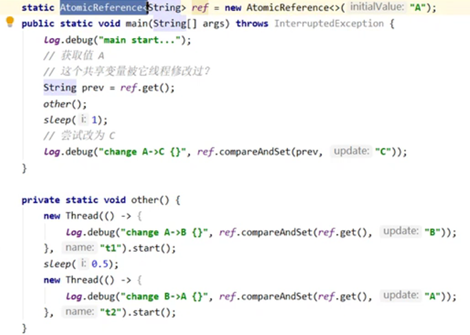 static AtomicReference<String> ref = new AtomicReference<>( initialValue: "A");
public static void main(String[] args) throws InterruptedException {
log.debug("main start...");
// 获取值 A
// 这个共享变量被它线程修改过?
String prev = ref.get();
other();
sleep( i: 1);
// 尝试改为 C
log.debug("change A->C {}", ref.compareAndSet(prev, update: "C"));
}
private static void other() {
new Thread(() -> {
log.debug("change A->B {}", ref.compareAndSet(ref.get(), update: "B"));
}, name: "t1").start();
sleep( i: 0.5);
new Thread(() -> {
log.debug("change B->A {}", ref.compareAndSet(ref.get(), update: "A"));
}, name: "t2").start();
}